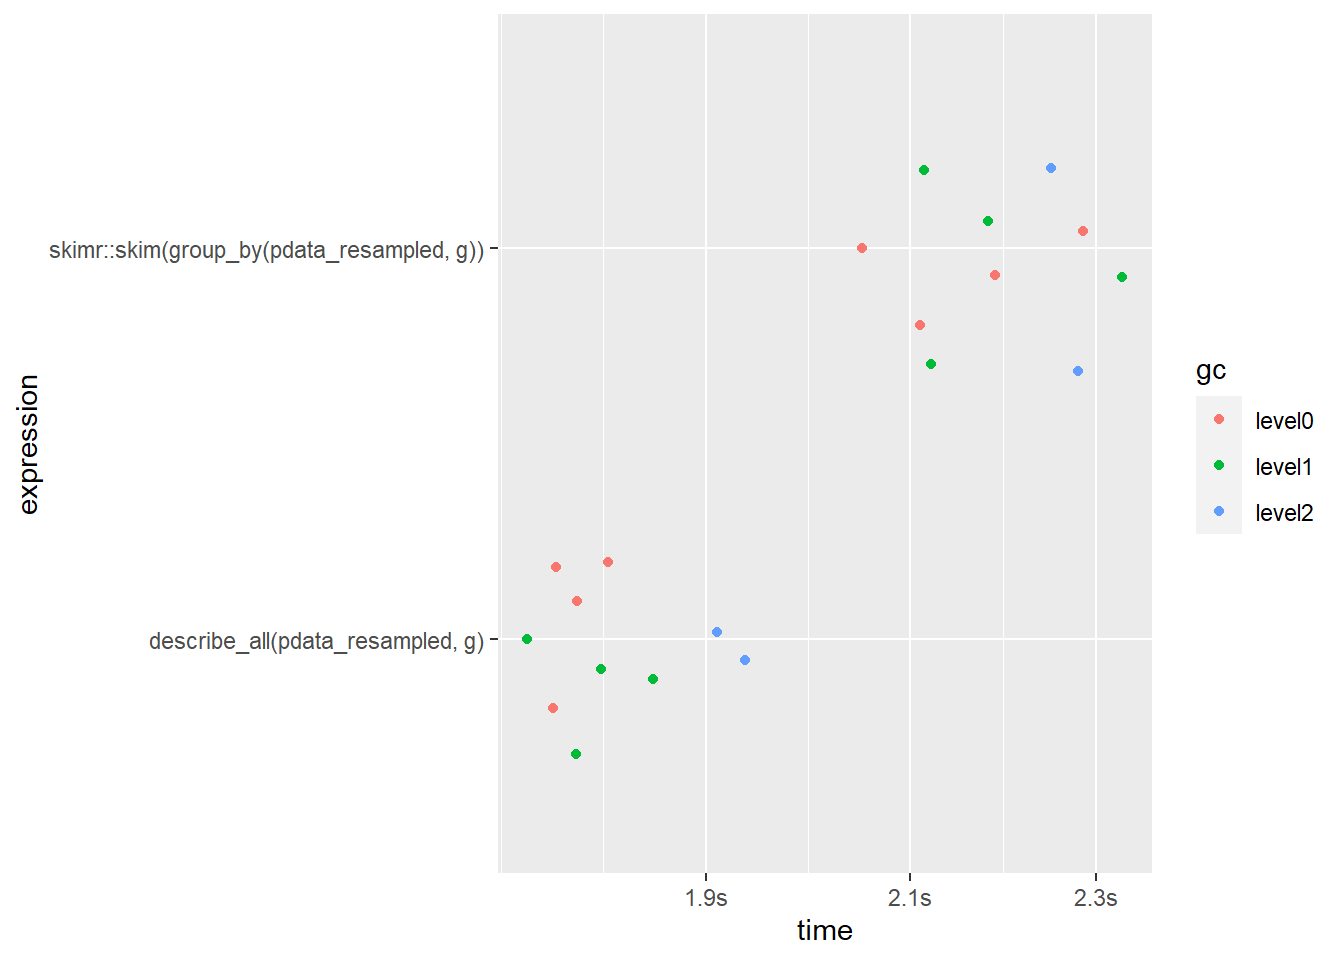 expression
skimr::skim(group_by(pdata_resampled, g))
describe_all(pdata_resampled, g)
1.9s
2.1s
2.3s
time
gc
level0
level1
level2